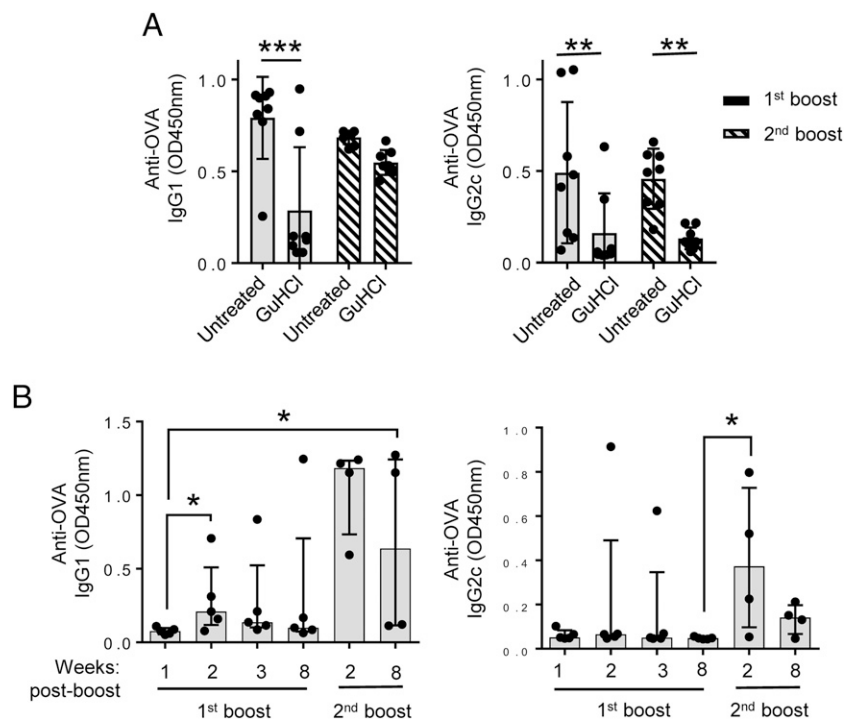 A
Anti-OVA
IgG1 (OD450nm)
1.0
0.5
0.0
***
Untreated
GuHCl
Untreated
GuHCl
Anti-OVA
IgG2c (OD450nm)
1.0
0.5
0.0
**
**
Untreated
GuHCl
Untreated
GuHCl
1st boost
2nd boost
B
Anti-OVA
IgG1 (OD450nm)
1.5
1.0
0.5
0.0
*
*
Weeks:
post-boost
1 2 3 8 2 8
1st boost 2nd boost
Anti-OVA
IgG2c (OD450nm)
1.0
0.8
0.6
0.4
0.2
0.0
*
1 2 3 8 2 8
1st boost 2nd boost